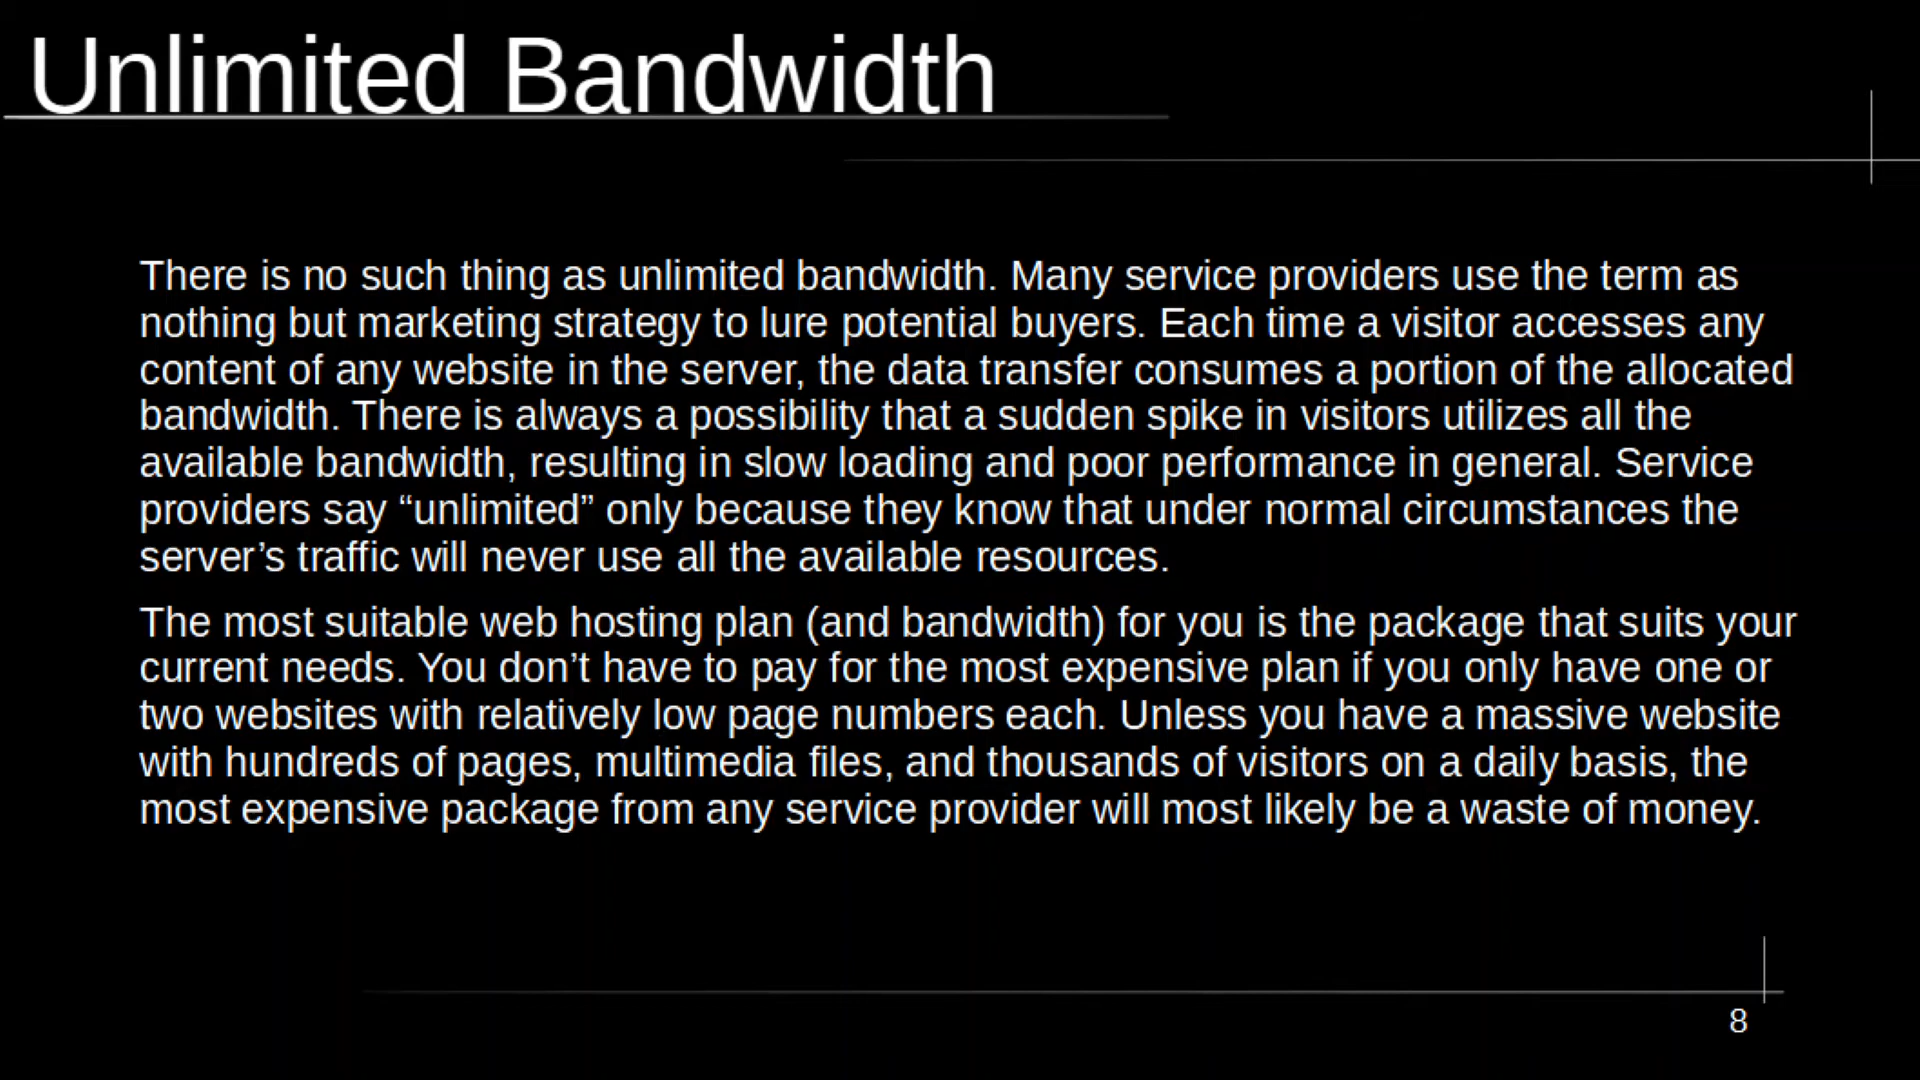 Unlimited Bandwidth
There is no such thing as unlimited bandwidth. Many service providers use the term as
nothing but marketing strategy to lure potential buyers. Each time a visitor accesses any
content of any website in the server, the data transfer consumes a portion of the allocated
bandwidth. There is always a possibility that a sudden spike in visitors utilizes all the
available bandwidth, resulting in slow loading and poor performance in general. Service
providers say “unlimited” only because they know that under normal circumstances the
server’s traffic will never use all the available resources.
The most suitable web hosting plan (and bandwidth) for you is the package that suits your
current needs. You don’t have to pay for the most expensive plan if you only have one or
two websites with relatively low page numbers each. Unless you have a massive website
with hundreds of pages, multimedia files, and thousands of visitors on a daily basis, the
most expensive package from any service provider will most likely be a waste of money.
8